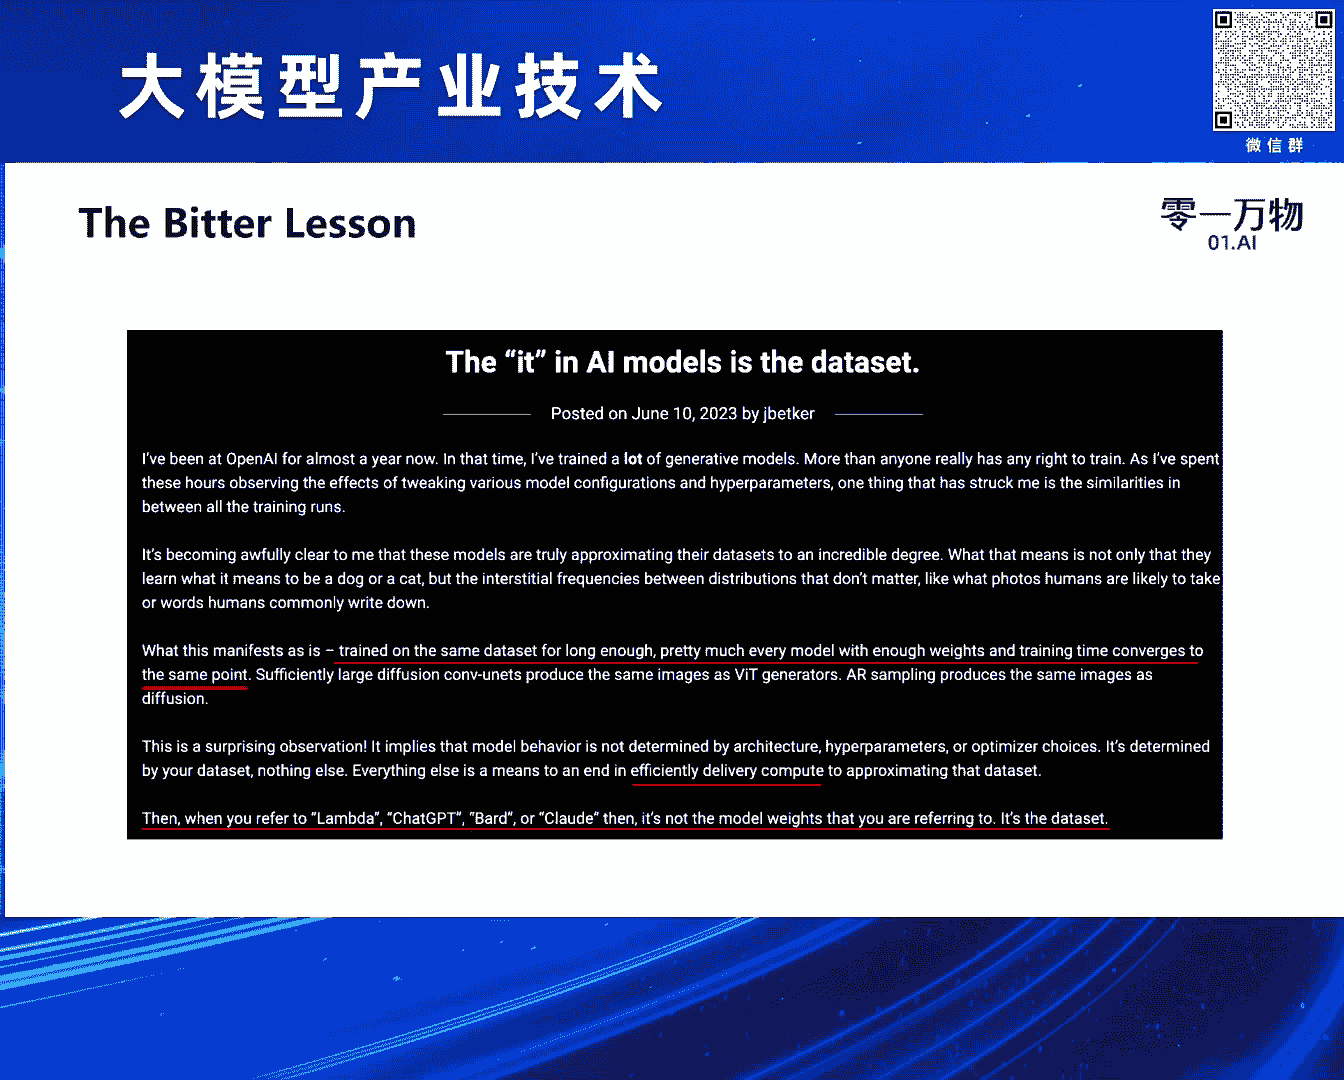 大模型产业技术
微信群
The Bitter Lesson
零一万物
01.AI
The “it” in AI models is the dataset.
Posted on June 10, 2023 by jbetker
I’ve been at OpenAI for almost a year now. In that time, I’ve trained a lot of generative models. More than anyone really has any right to train. As I’ve spent
these hours observing the effects of tweaking various model configurations and hyperparameters, one thing that has struck me is the similarities in
between all the training runs.
It’s becoming awfully clear to me that these models are truly approximating their datasets to an incredible degree. What that means is not only that they
learn what it means to be a dog or a cat, but the interstitial frequencies between distributions that don’t matter, like what photos humans are likely to take
or words humans commonly write down.
What this manifests as is – trained on the same dataset for long enough, pretty much every model with enough weights and training time converges to
the same point. Sufficiently large diffusion conv-unets produce the same images as ViT generators. AR sampling produces the same images as
diffusion.
This is a surprising observation! It implies that model behavior is not determined by architecture, hyperparameters, or optimizer choices. It’s determined
by your dataset, nothing else. Everything else is a means to an end in efficiently delivery compute to approximating that dataset.
Then, when you refer to “Lambda”, “ChatGPT”, “Bard”, or “Claude” then, it’s not the model weights that you are referring to. It’s the dataset.